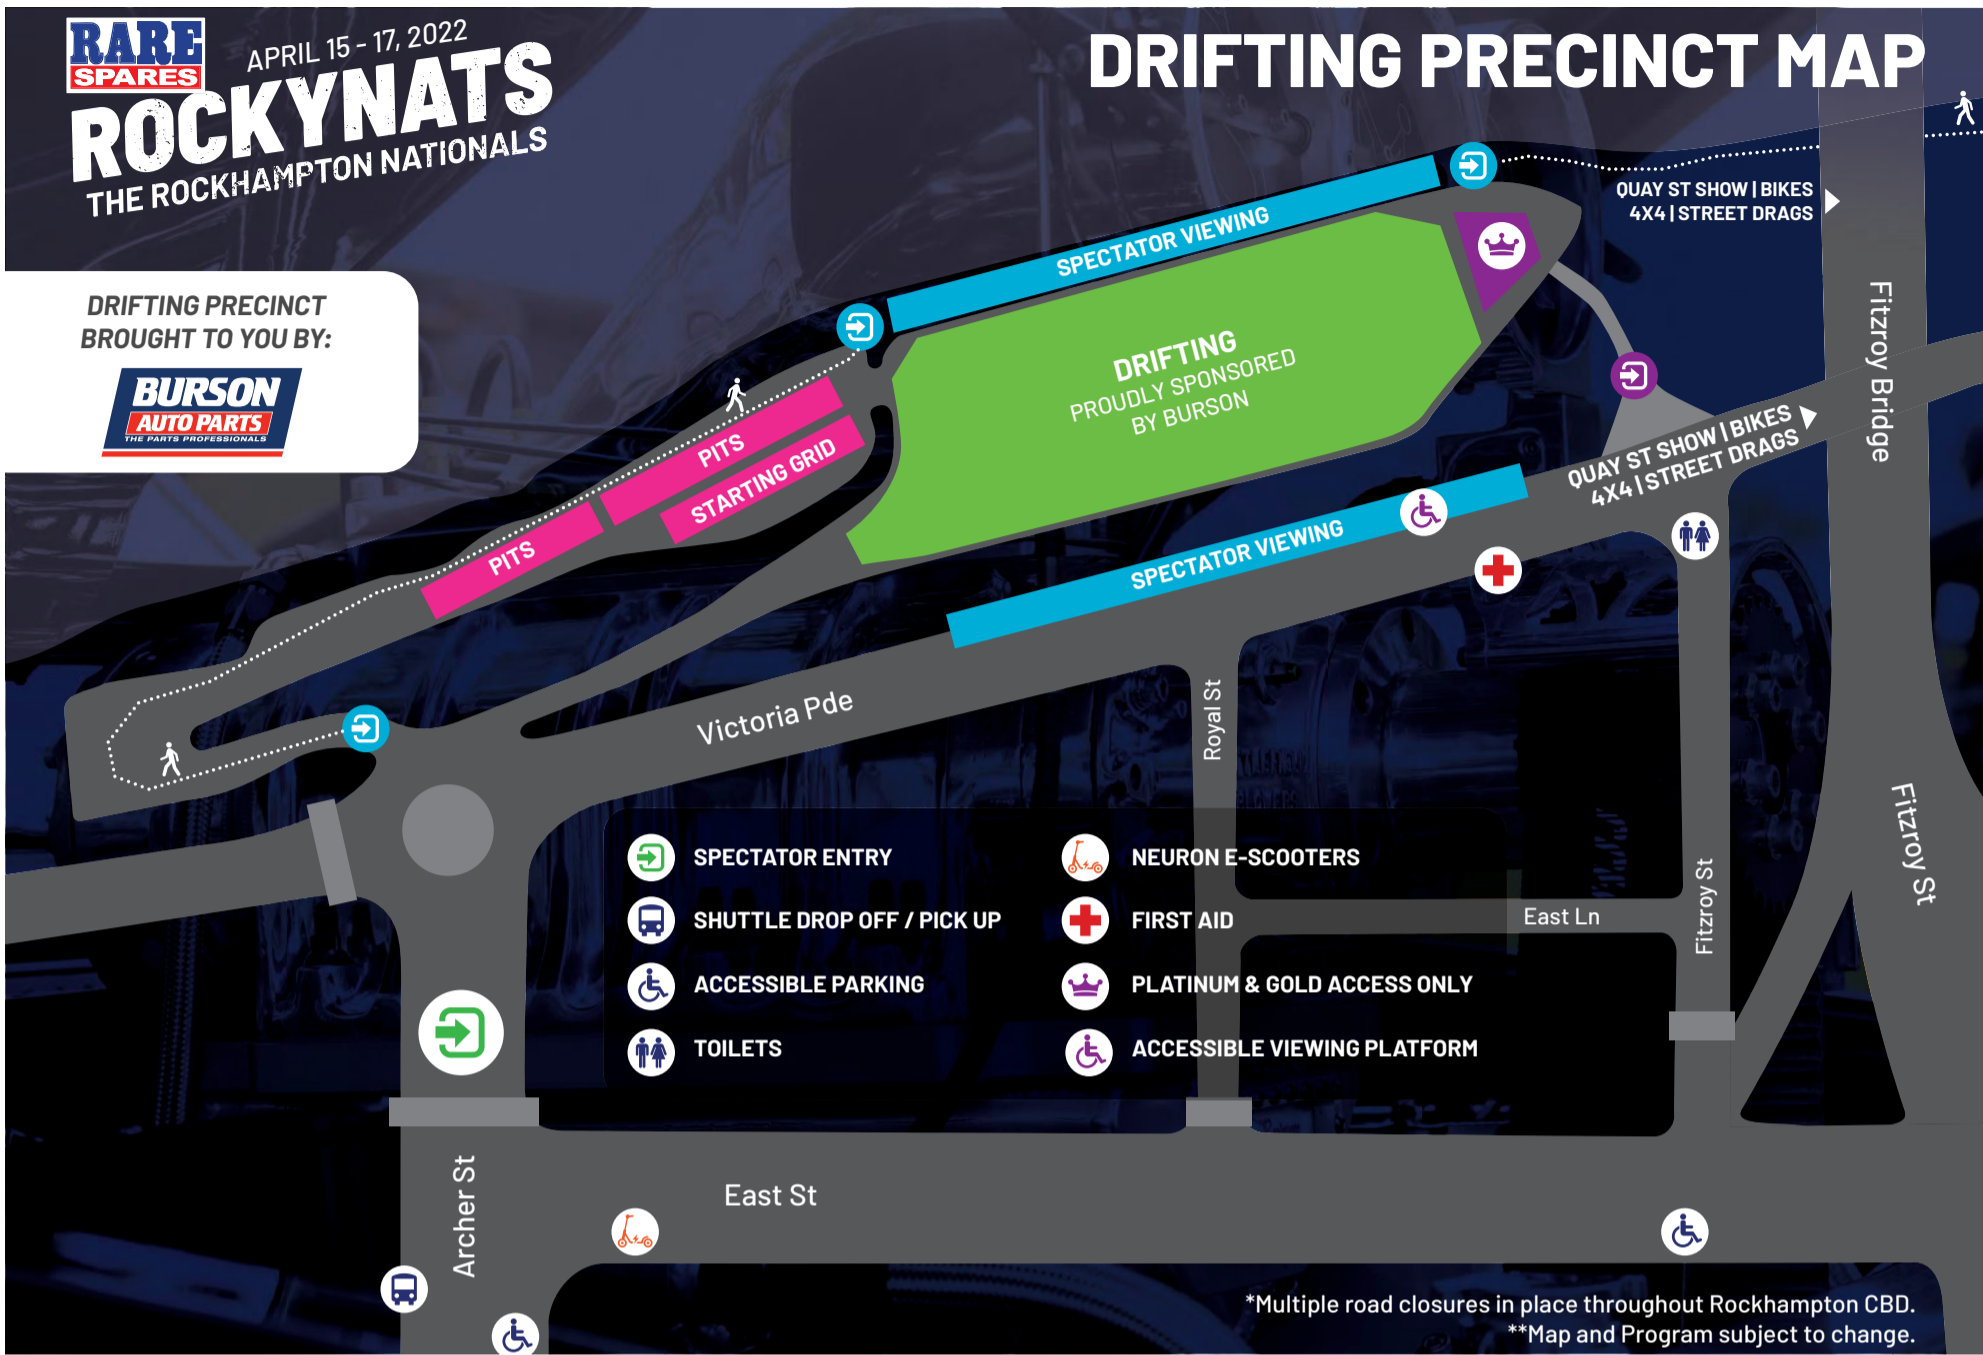 RARE
SPARES
APRIL 15 - 17, 2022
ROCKYNATS
THE ROCKHAMPTON NATIONALS
DRIFTING PRECINCT MAP
QUAY ST SHOW | BIKES
4X4 | STREET DRAGS
DRIFTING PRECINCT
BROUGHT TO YOU BY:
BURSON
AUTO PARTS
THE PARTS PROFESSIONALS
SPECTATOR VIEWING
DRIFTING
PROUDLY SPONSORED
BY BURSON
PITS
STARTING GRID
PITS
Fitzroy Bridge
QUAY ST SHOW | BIKES
4X4 | STREET DRAGS
SPECTATOR VIEWING
Victoria Pde
Royal St
Fitzroy St
Fitzroy St
East Ln
SPECTATOR ENTRY
SHUTTLE DROP OFF / PICK UP
ACCESSIBLE PARKING
TOILETS
NEURON E-SCOOTERS
FIRST AID
PLATINUM & GOLD ACCESS ONLY
ACCESSIBLE VIEWING PLATFORM
Archer St
East St
*Multiple road closures in place throughout Rockhampton CBD.
**Map and Program subject to change.